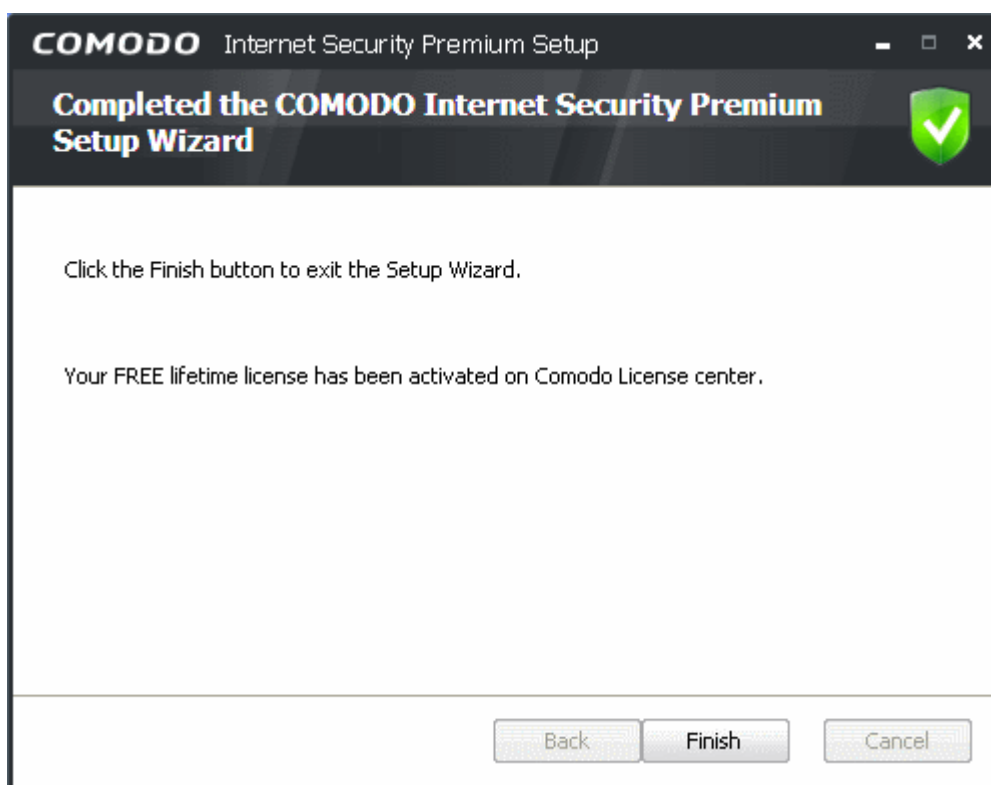 COMODO Internet Security Premium Setup
Completed the COMODO Internet Security Premium
Setup Wizard
Click the Finish button to exit the Setup Wizard.
Your FREE lifetime license has been activated on Comodo License center.
Back Finish Cancel